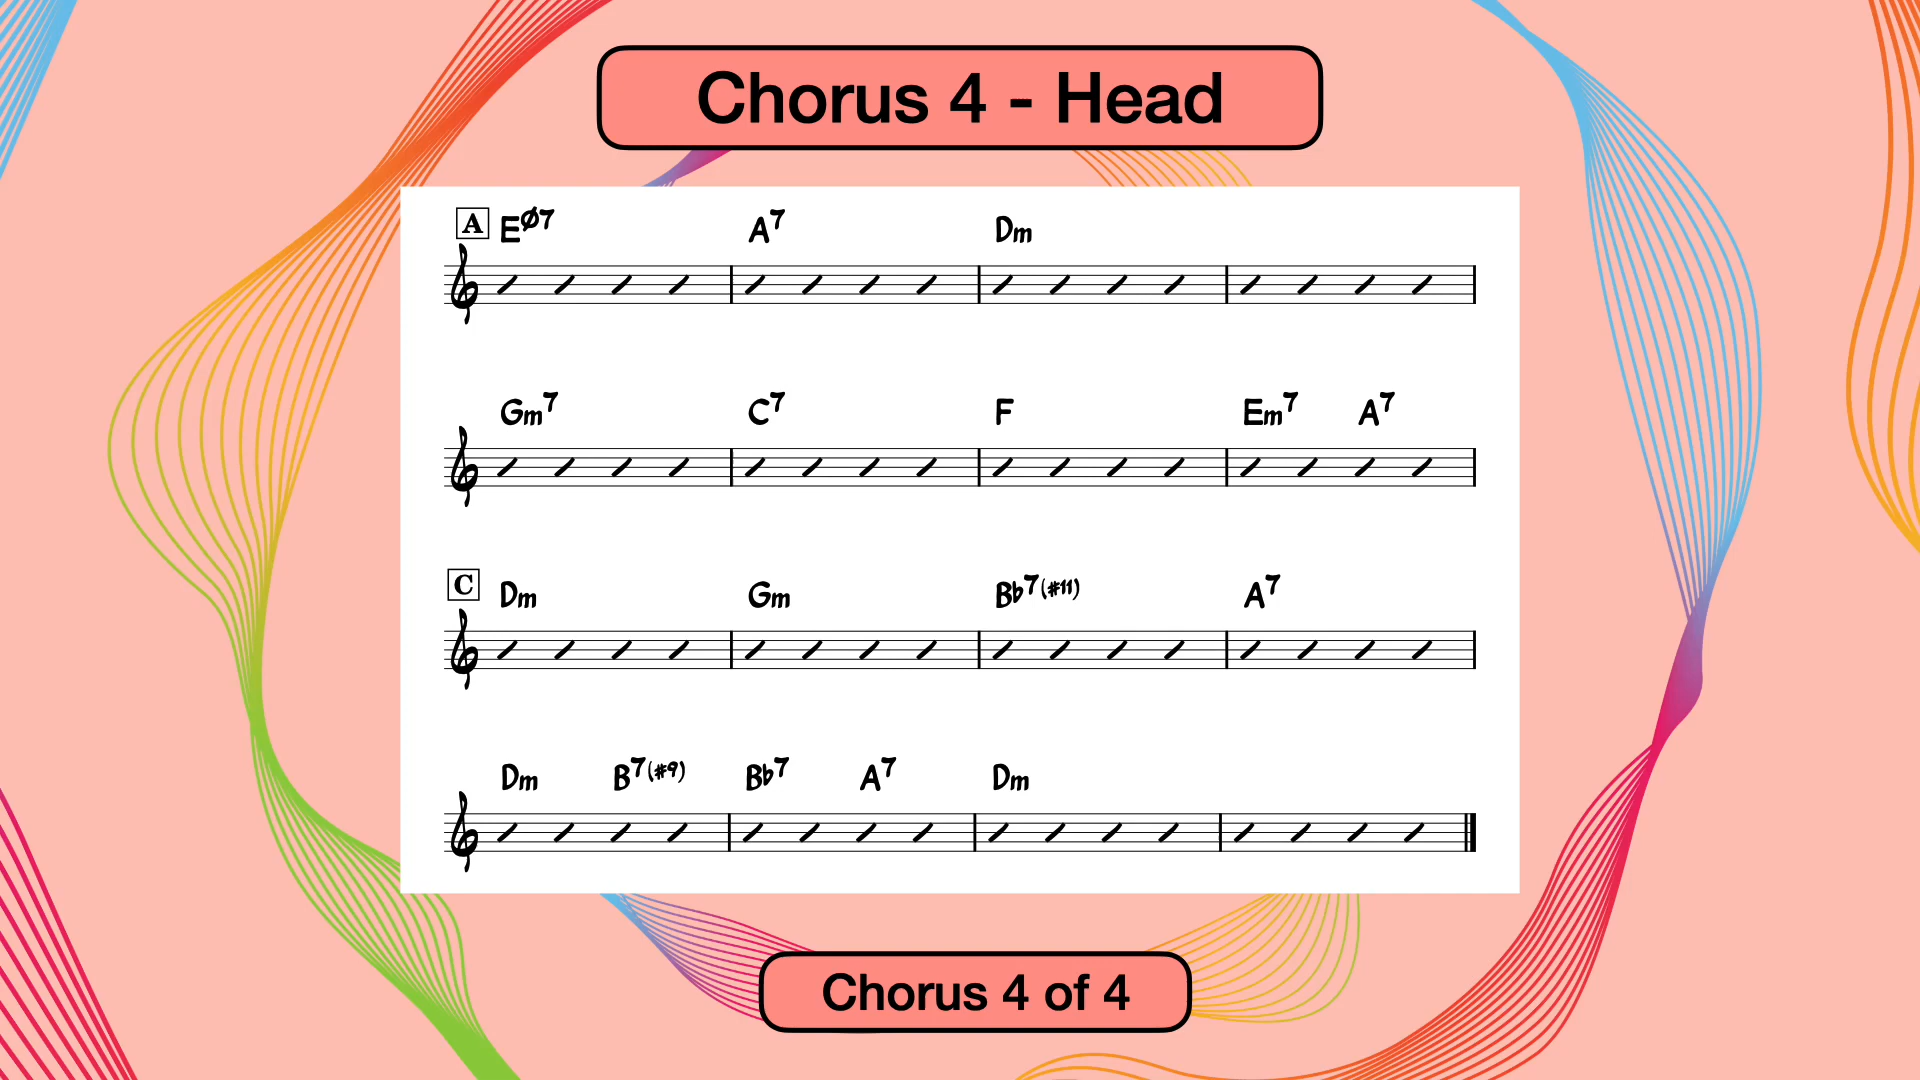 Chorus 4 - Head
A Eø7 A7 Dm
Gm7 C7 F Em7 A7
C Dm Gm Bb7(#11) A7
Dm B7(#9) Bb7 A7 Dm
Chorus 4 of 4